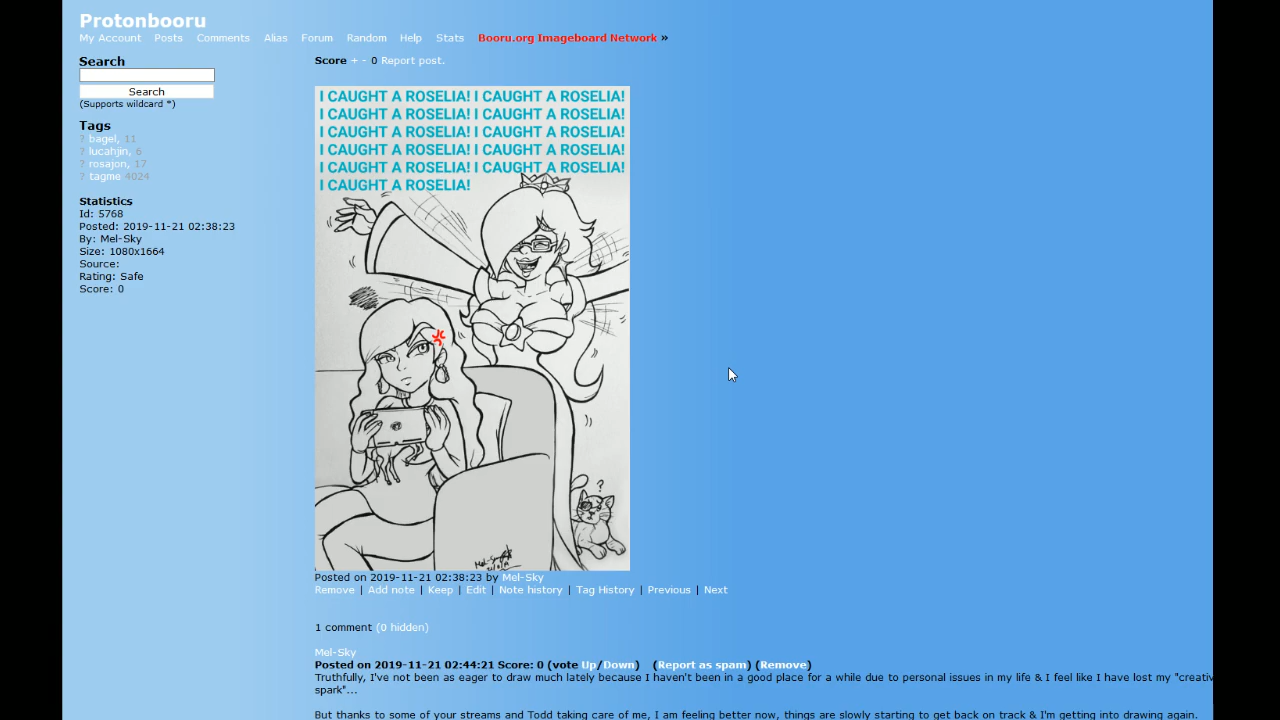 Protonbooru
My Account Posts Comments Alias Forum Random Help Stats Booru.org Imageboard Network »
Search
Search
(Supports wildcard *)
Tags
? bagel, 11
? lucahjin, 6
? rosajon, 17
? tagme 4024
Statistics
Id: 5768
Posted: 2019-11-21 02:38:23
By: Mel-Sky
Size: 1080x1664
Source:
Rating: Safe
Score: 0
Score + - 0 Report post.
I CAUGHT A ROSELIA! I CAUGHT A ROSELIA!
I CAUGHT A ROSELIA! I CAUGHT A ROSELIA!
I CAUGHT A ROSELIA! I CAUGHT A ROSELIA!
I CAUGHT A ROSELIA! I CAUGHT A ROSELIA!
I CAUGHT A ROSELIA! I CAUGHT A ROSELIA!
I CAUGHT A ROSELIA!
?
Mel-Sky
Posted on 2019-11-21 02:38:23 by Mel-Sky
Remove | Add note | Keep | Edit | Note history | Tag History | Previous | Next
1 comment (0 hidden)
Mel-Sky
Posted on 2019-11-21 02:44:21 Score: 0 (vote Up/Down) (Report as spam) (Remove)
Truthfully, I've not been as eager to draw much lately because I haven't been in a good place for a while due to personal issues in my life & I feel like I have lost my "creativ
spark"...
But thanks to some of your streams and Todd taking care of me, I am feeling better now, things are slowly starting to get back on track & I'm getting into drawing again.